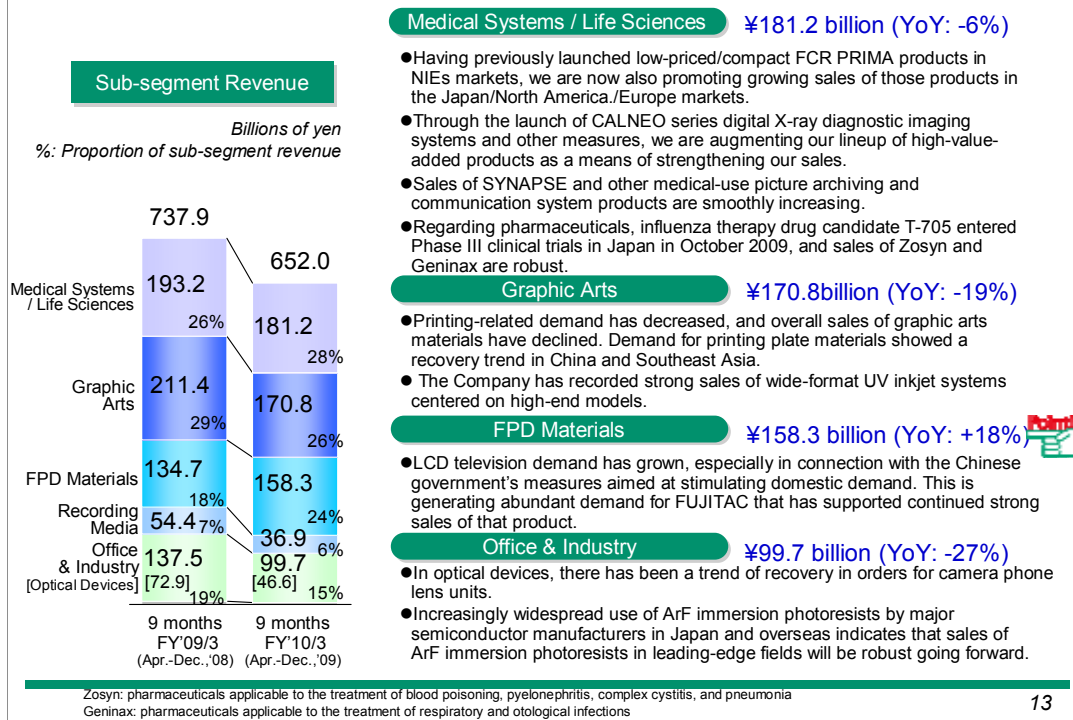 Sub-segment Revenue
Billions of yen
%: Proportion of sub-segment revenue
737.9
652.0
Medical Systems
/ Life Sciences
193.2
26%
181.2
28%
Graphic
Arts
211.4
29%
170.8
26%
FPD Materials
134.7
18%
158.3
24%
Recording
Media
54.4
7%
36.9
6%
Office
& Industry
[Optical Devices]
137.5
[72.9]
19%
99.7
[46.6]
15%
9 months
FY'09/3
(Apr.-Dec.,'08)
9 months
FY'10/3
(Apr.-Dec.,'09)
Medical Systems / Life Sciences
¥181.2 billion (YoY: -6%)
●Having previously launched low-priced/compact FCR PRIMA products in
NIEs markets, we are now also promoting growing sales of those products in
the Japan/North America./Europe markets.
●Through the launch of CALNEO series digital X-ray diagnostic imaging
systems and other measures, we are augmenting our lineup of high-value-
added products as a means of strengthening our sales.
●Sales of SYNAPSE and other medical-use picture archiving and
communication system products are smoothly increasing.
●Regarding pharmaceuticals, influenza therapy drug candidate T-705 entered
Phase III clinical trials in Japan in October 2009, and sales of Zosyn and
Geninax are robust.
Graphic Arts
¥170.8billion (YoY: -19%)
●Printing-related demand has decreased, and overall sales of graphic arts
materials have declined. Demand for printing plate materials showed a
recovery trend in China and Southeast Asia.
● The Company has recorded strong sales of wide-format UV inkjet systems
centered on high-end models.
FPD Materials
¥158.3 billion (YoY: +18%)
Point!
●LCD television demand has grown, especially in connection with the Chinese
government's measures aimed at stimulating domestic demand. This is
generating abundant demand for FUJITAC that has supported continued strong
sales of that product.
Office & Industry
¥99.7 billion (YoY: -27%)
●In optical devices, there has been a trend of recovery in orders for camera phone
lens units.
●Increasingly widespread use of ArF immersion photoresists by major
semiconductor manufacturers in Japan and overseas indicates that sales of
ArF immersion photoresists in leading-edge fields will be robust going forward.
Zosyn: pharmaceuticals applicable to the treatment of blood poisoning, pyelonephritis, complex cystitis, and pneumonia
Geninax: pharmaceuticals applicable to the treatment of respiratory and otological infections
13